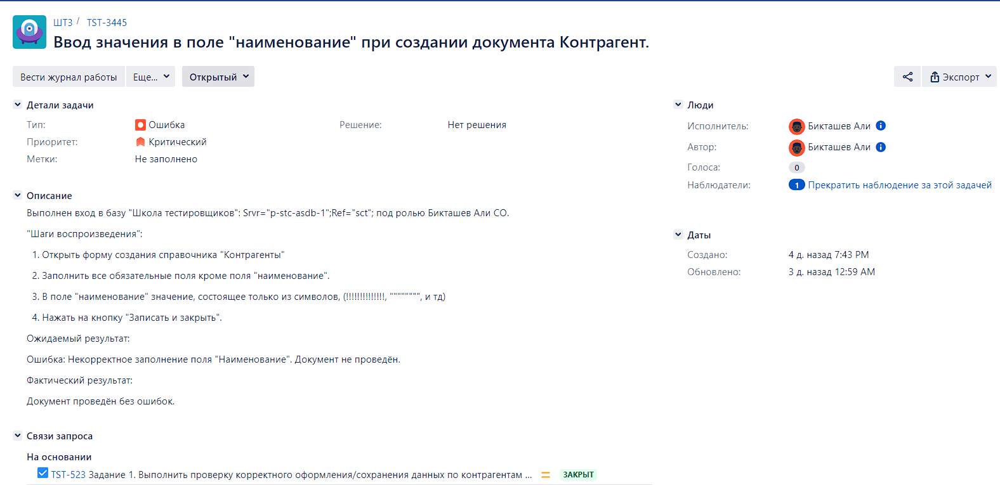 ШТЗ / TST-3445
Ввод значения в поле "наименование" при создании документа Контрагент.
Вести журнал работы Еще... Открытый Экспорт
Детали задачи
Тип: Ошибка Решение: Нет решения
Приоритет: Критический
Метки: Не заполнено
Описание
Выполнен вход в базу "Школа тестировщиков": Srvr="p-stc-asdb-1";Ref="sct"; под ролью Бикташев Али СО.
"Шаги воспроизведения":
1. Открыть форму создания справочника "Контрагенты"
2. Заполнить все обязательные поля кроме поля "наименование".
3. В поле "наименование" значение, состоящее только из символов, (!!!!!!!!!!!!!!, """""""", и тд)
4. Нажать на кнопку "Записать и закрыть".
Ожидаемый результат:
Ошибка: Некорректное заполнение поля "Наименование". Документ не проведён.
Фактический результат:
Документ проведён без ошибок.
Связи запроса
На основании
TST-523 Задание 1. Выполнить проверку корректного оформления/сохранения данных по контрагентам ... ЗАКРЫТ
Люди
Исполнитель: Бикташев Али
Автор: Бикташев Али
Голоса: 0
Наблюдатели: 1 Прекратить наблюдение за этой задачей
Даты
Создано: 4 д. назад 7:43 PM
Обновлено: 3 д. назад 12:59 AM